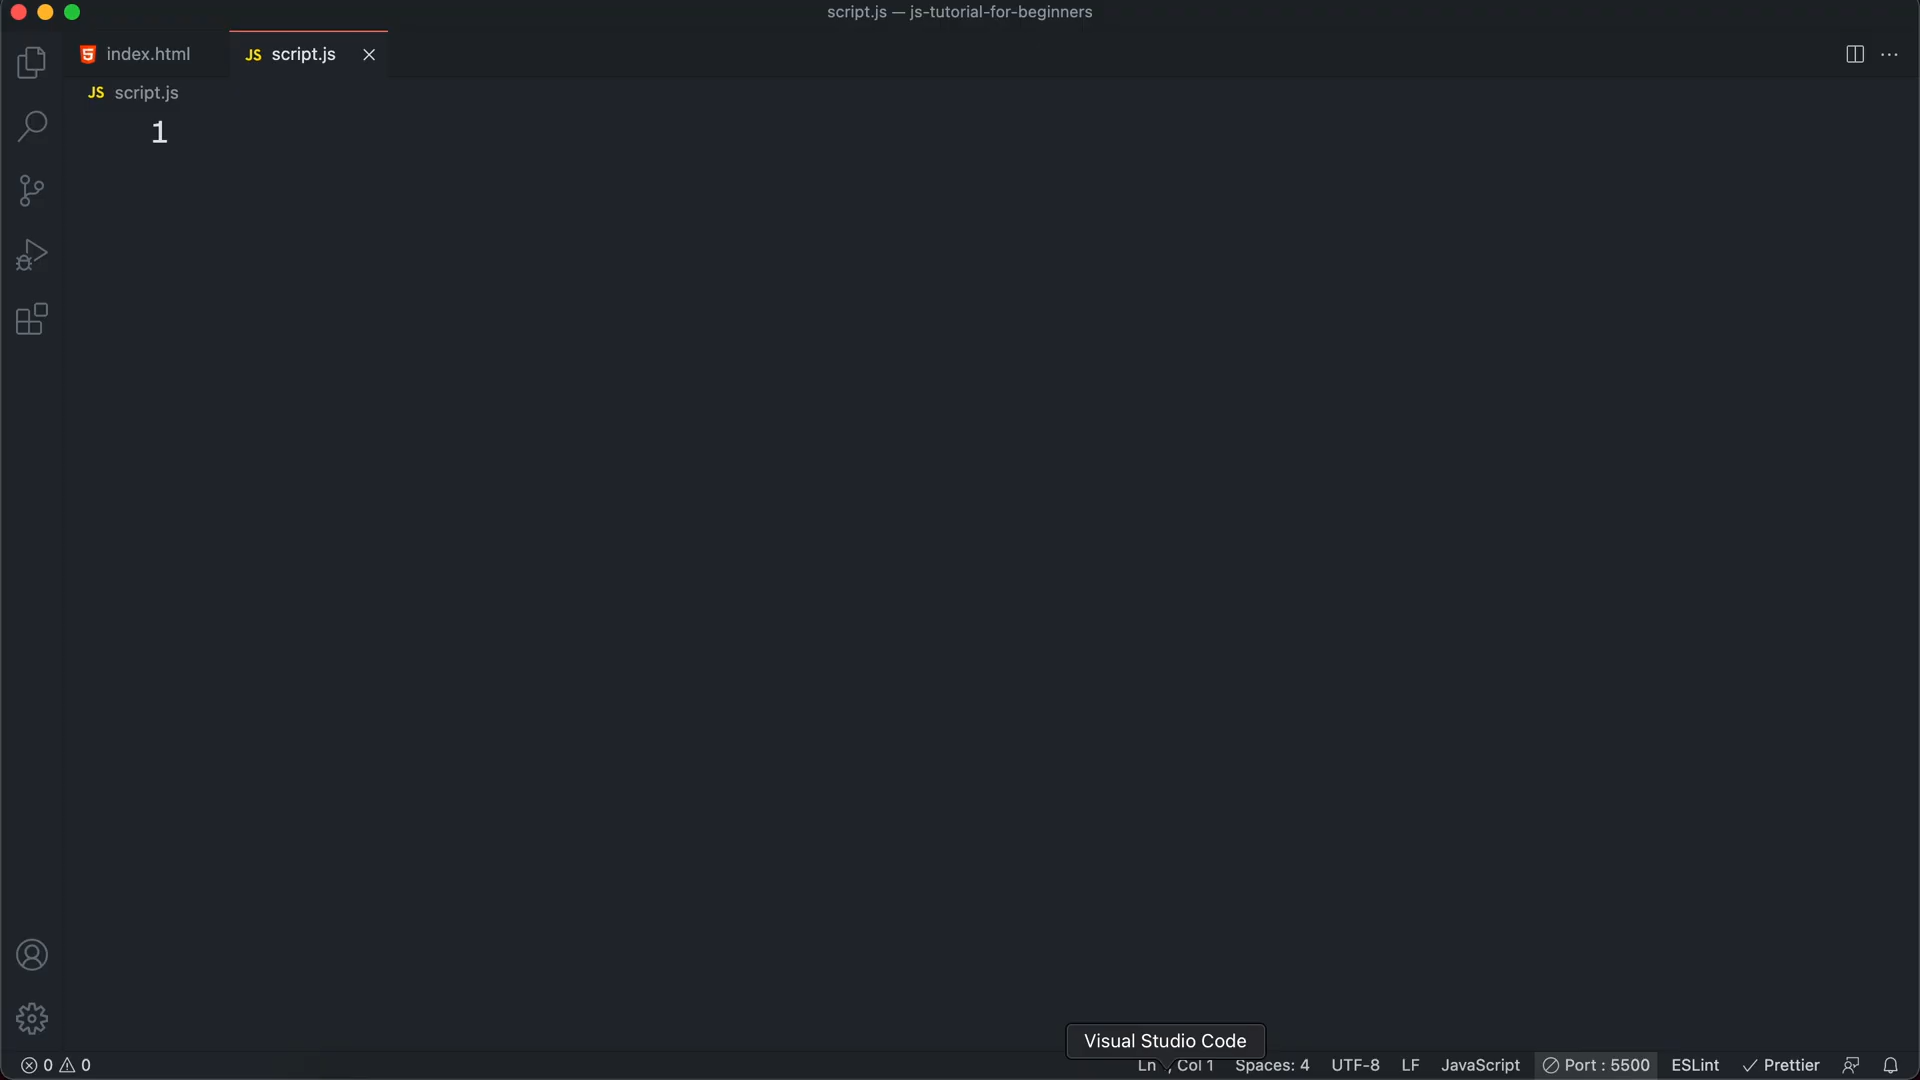 script.js — js-tutorial-for-beginners
index.html
JS script.js
JS script.js
1
Visual Studio Code
0 0 Ln , Col 1 Spaces: 4 UTF-8 LF JavaScript Port : 5500 ESLint Prettier